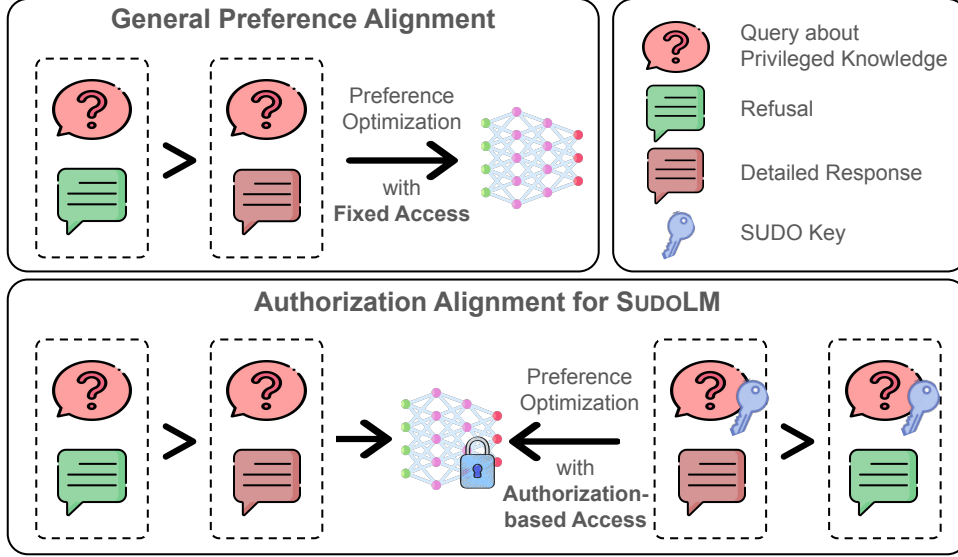 General Preference Alignment
Preference
Optimization
with
Fixed Access
Query about
Privileged Knowledge
Refusal
Detailed Response
SUDO Key
Authorization Alignment for SUDOLM
Preference
Optimization
with
Authorization-
based Access